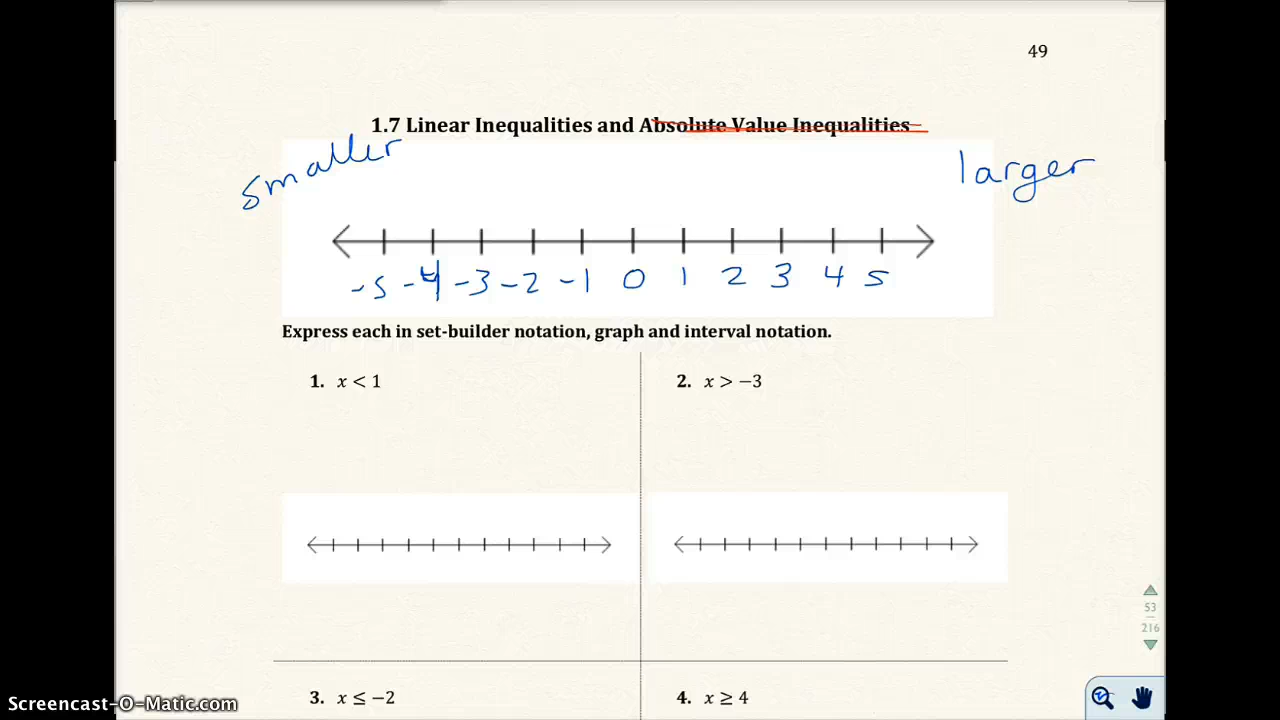 49
1.7 Linear Inequalities and Absolute Value Inequalities
smaller
larger
-5 -4 -3 -2 -1 0 1 2 3 4 5
Express each in set-builder notation, graph and interval notation.
1. x < 1
2. x > −3
3. x ≤ −2
4. x ≥ 4
53
216
Screencast-O-Matic.com